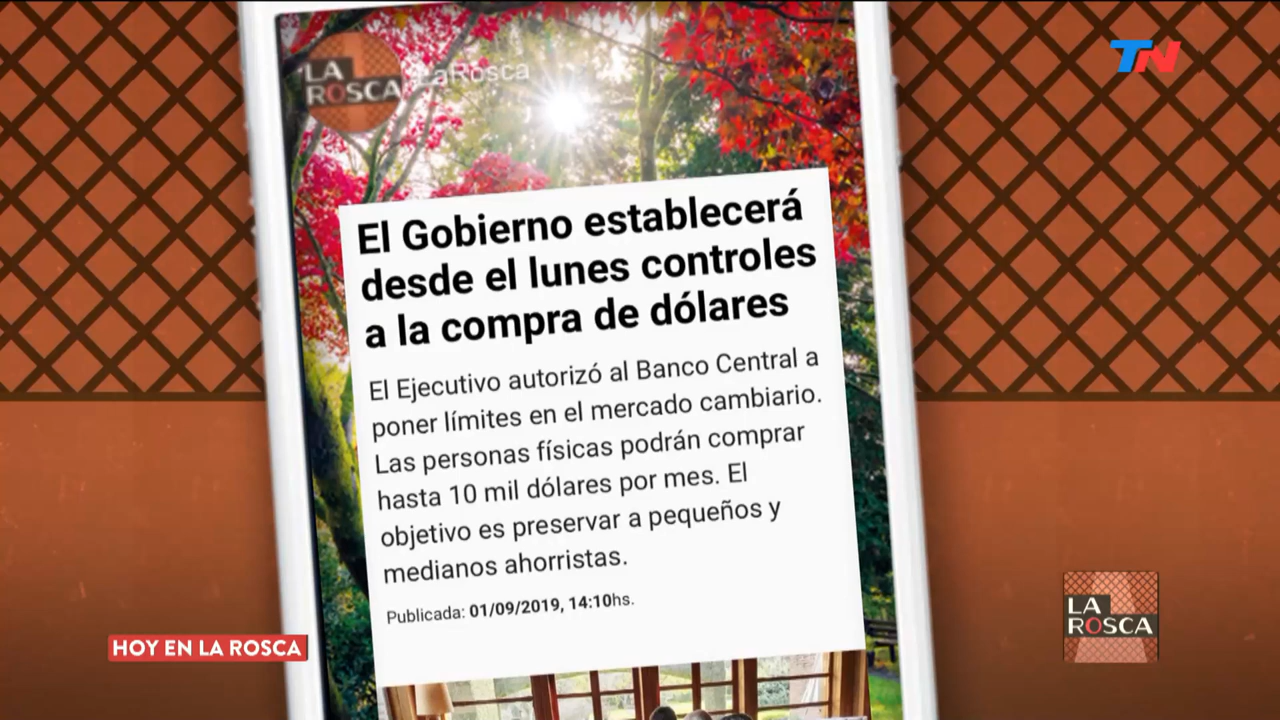 LA
ROSCA
LaRosca
TN
El Gobierno establecerá
desde el lunes controles
a la compra de dólares
El Ejecutivo autorizó al Banco Central a
poner límites en el mercado cambiario.
Las personas físicas podrán comprar
hasta 10 mil dólares por mes. El
objetivo es preservar a pequeños y
medianos ahorristas.
Publicada: 01/09/2019, 14:10hs.
HOY EN LA ROSCA
LA
ROSCA